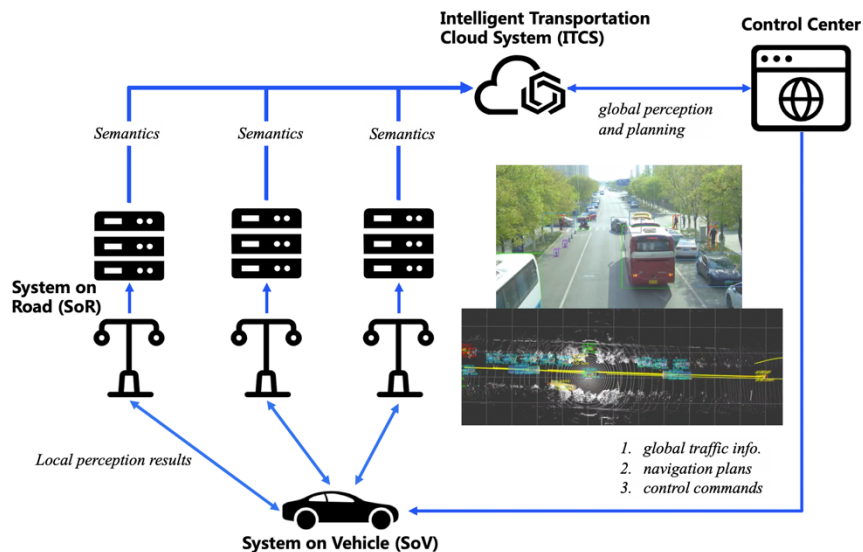 Intelligent Transportation
Cloud System (ITCS)
Control Center
global perception
and planning
Semantics
Semantics
Semantics
System on
Road (SoR)
Local perception results
1. global traffic info.
2. navigation plans
3. control commands
System on Vehicle (SoV)